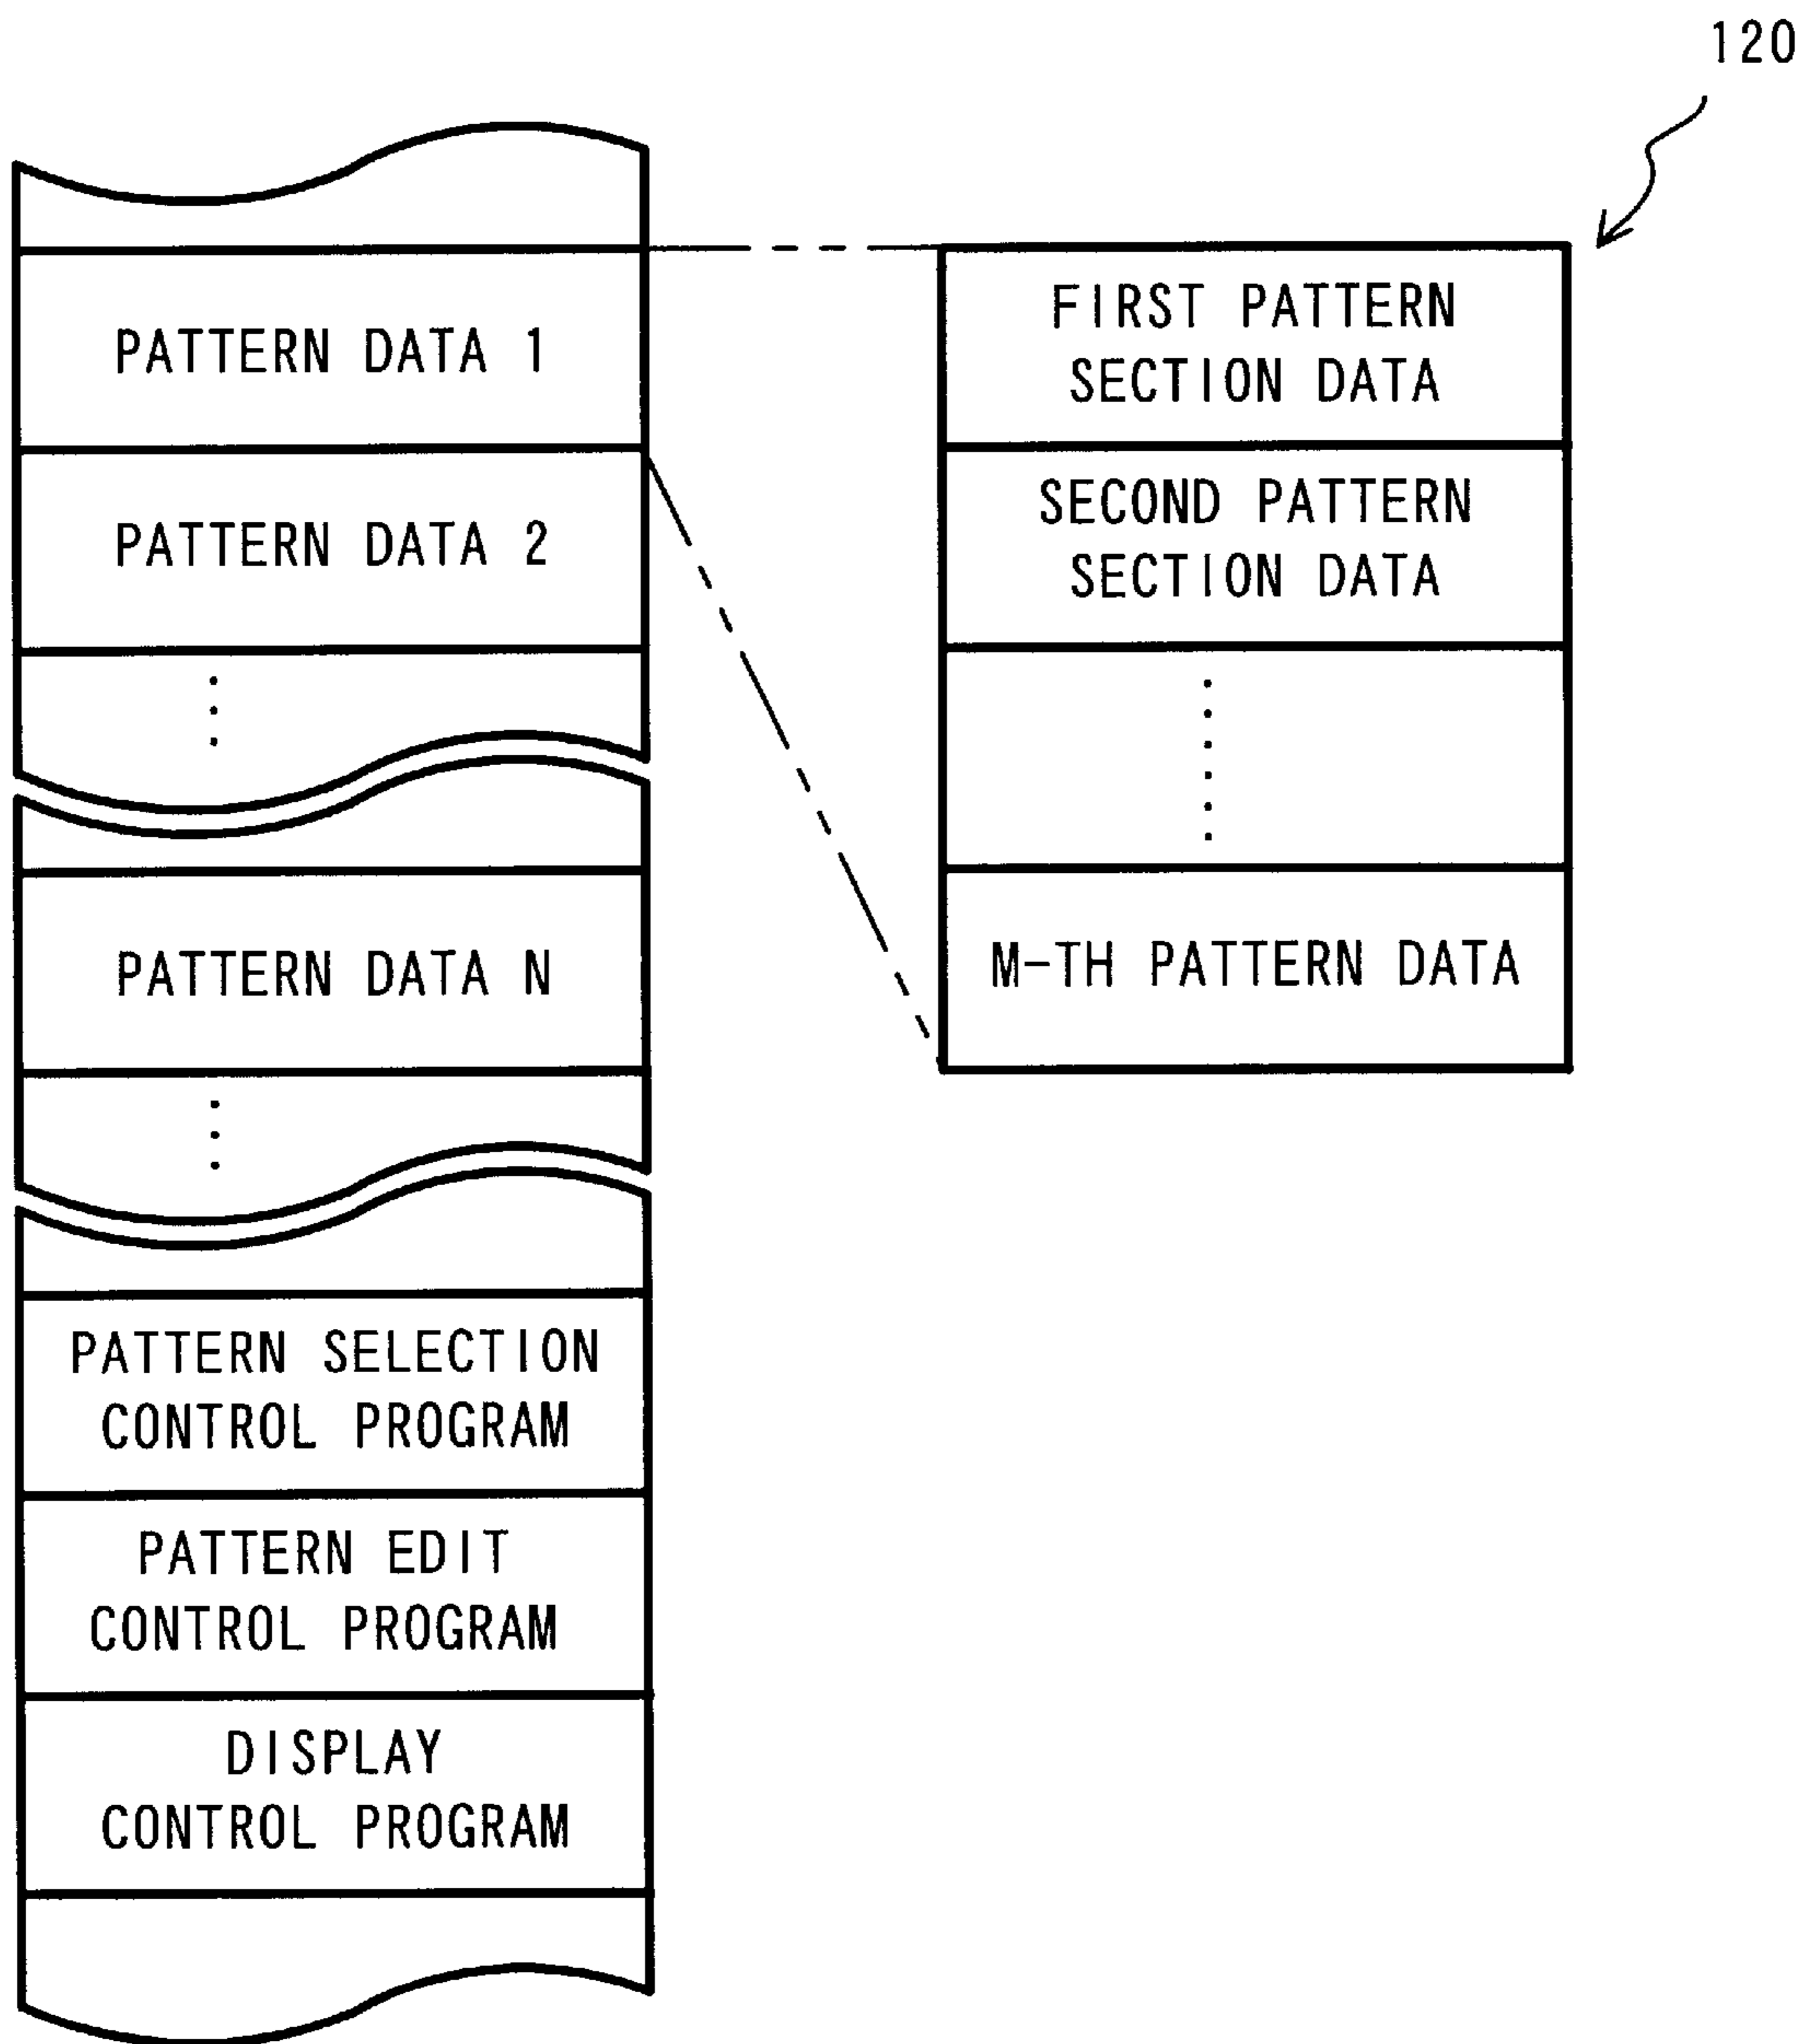 120
PATTERN DATA 1
PATTERN DATA 2
PATTERN DATA N
PATTERN SELECTION
CONTROL PROGRAM
PATTERN EDIT
CONTROL PROGRAM
DISPLAY
CONTROL PROGRAM
FIRST PATTERN
SECTION DATA
SECOND PATTERN
SECTION DATA
M-TH PATTERN DATA